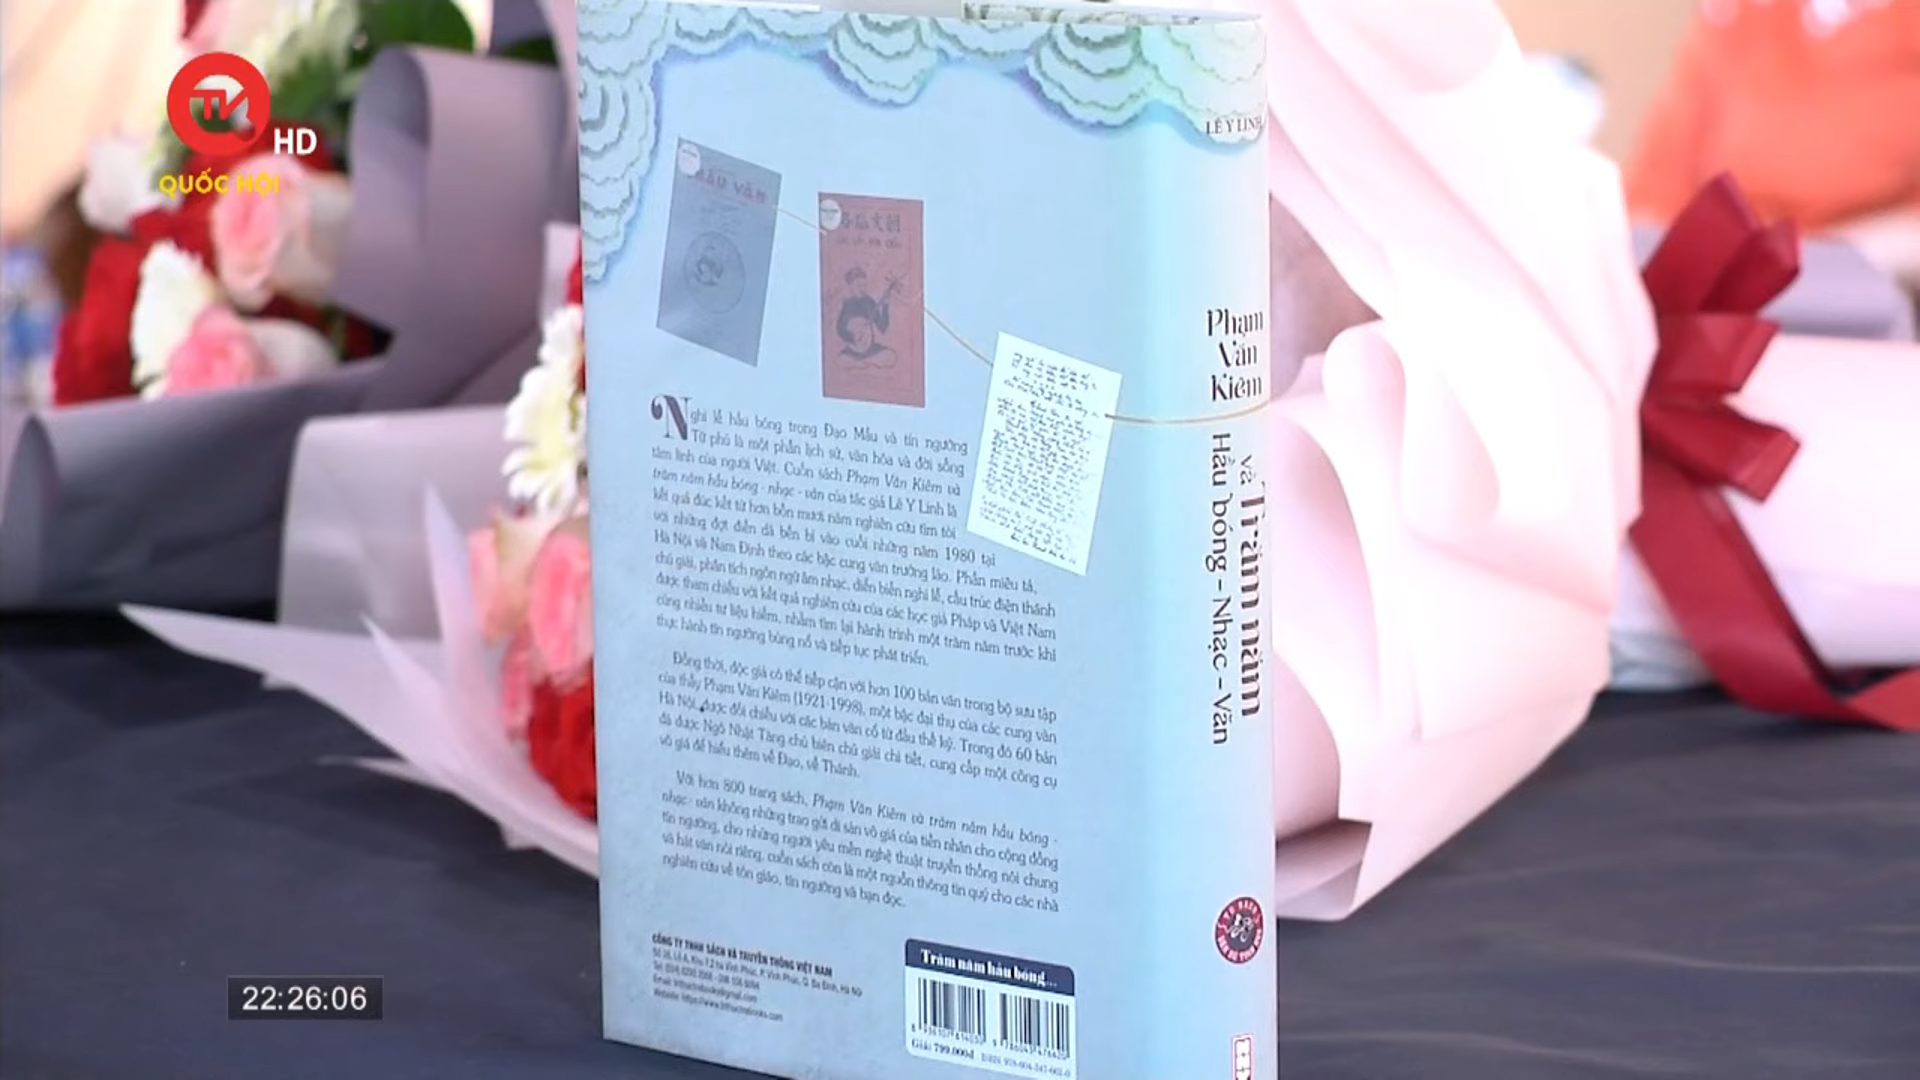 HD
QUỐC HỘI
LÊ Y LINH
Phạm
Văn
Kiêm
và Trăm năm
Hầu bóng - Nhạc - Văn
HẦU VĂN
Nghi lễ hầu bóng trong Đạo Mẫu và tín ngưỡng
Tứ phủ là một phần lịch sử, văn hóa và đời sống
tâm linh của người Việt. Cuốn sách Phạm Văn Kiêm và
trăm năm hầu bóng - nhạc - văn của tác giả Lê Y Linh là
kết quả đúc kết từ hơn bốn mươi năm nghiên cứu tìm tòi
với những đợt điền dã bền bỉ vào cuối những năm 1980 tại
Hà Nội và Nam Định theo các bậc cung văn trưởng lão. Phần miêu tả,
chú giải, phân tích ngôn ngữ âm nhạc, diễn biến nghi lễ, cấu trúc điện thánh
được tham chiếu với kết quả nghiên cứu của các học giả Pháp và Việt Nam
cùng nhiều tư liệu hiếm, nhằm tìm lại hành trình một trăm năm trước khi
thực hành tín ngưỡng bùng nổ và tiếp tục phát triển.
Đồng thời, độc giả có thể tiếp cận với hơn 100 bản văn trong bộ sưu tập
của thầy Phạm Văn Kiêm (1921-1998), một bậc đại thụ của các cung văn
Hà Nội, được đối chiếu với các bản văn cổ từ đầu thế kỷ. Trong đó 60 bản
đã được Ngô Nhật Tăng chủ biên chú giải chi tiết, cung cấp một công cụ
vô giá để hiểu thêm về Đạo, về Thánh.
Với hơn 800 trang sách, Phạm Văn Kiêm và trăm năm hầu bóng -
nhạc - văn không những trao gửi di sản vô giá của tiền nhân cho cộng đồng
tín ngưỡng, cho những người yêu mến nghệ thuật truyền thống nói chung
và hát văn nói riêng, cuốn sách còn là một nguồn thông tin quý cho các nhà
nghiên cứu về tôn giáo, tín ngưỡng và bạn đọc.
CÔNG TY TNHH SÁCH VÀ TRUYỀN THÔNG VIỆT NAM
Trăm năm hầu bóng...
Giá: 799.000đ
22:26:06